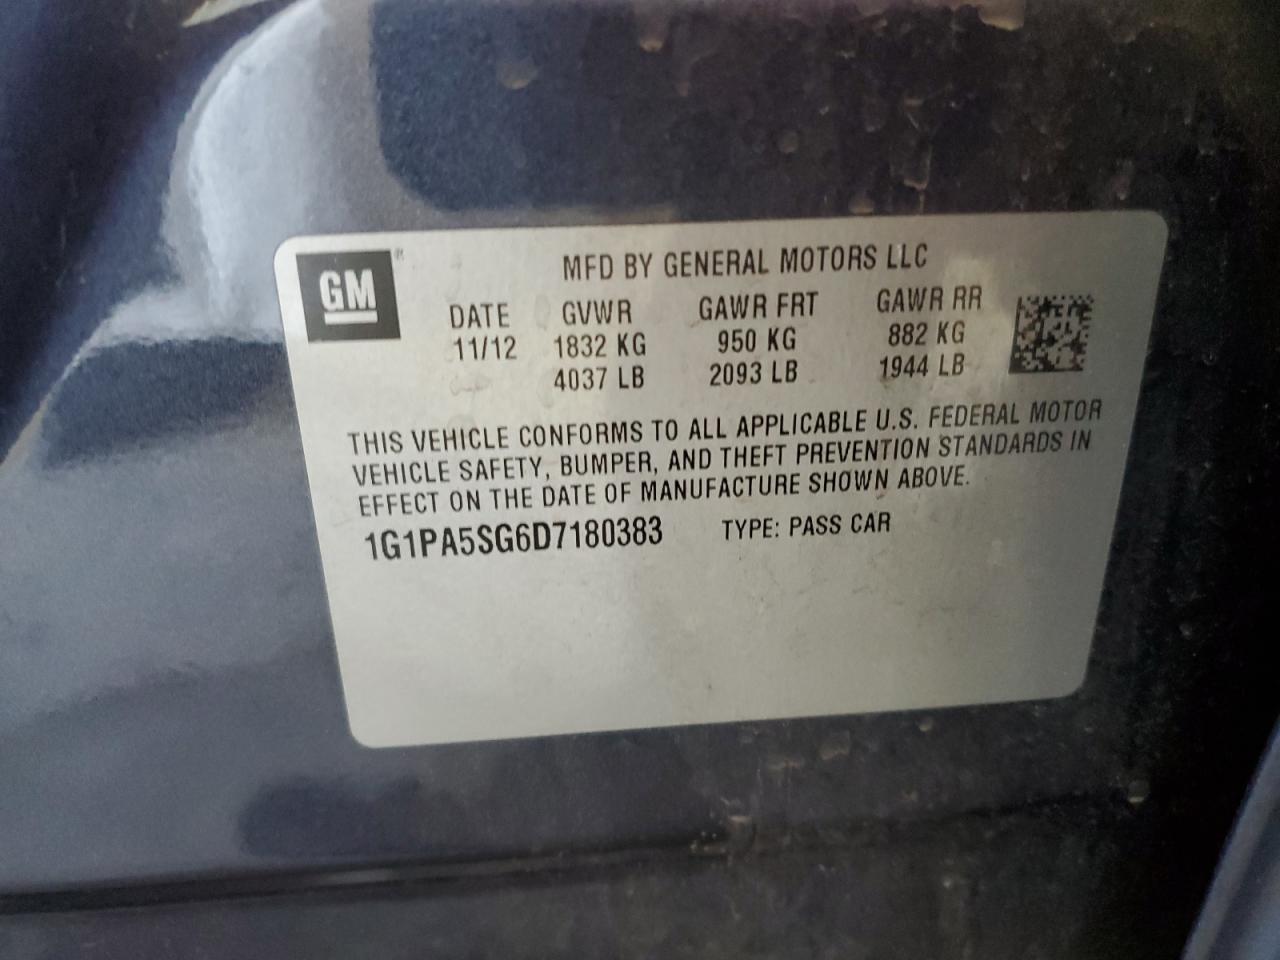 GM®
MFD BY GENERAL MOTORS LLC
DATE GVWR GAWR FRT GAWR RR
11/12 1832 KG 950 KG 882 KG
4037 LB 2093 LB 1944 LB
THIS VEHICLE CONFORMS TO ALL APPLICABLE U.S. FEDERAL MOTOR
VEHICLE SAFETY, BUMPER, AND THEFT PREVENTION STANDARDS IN
EFFECT ON THE DATE OF MANUFACTURE SHOWN ABOVE.
1G1PA5SG6D7180383 TYPE: PASS CAR